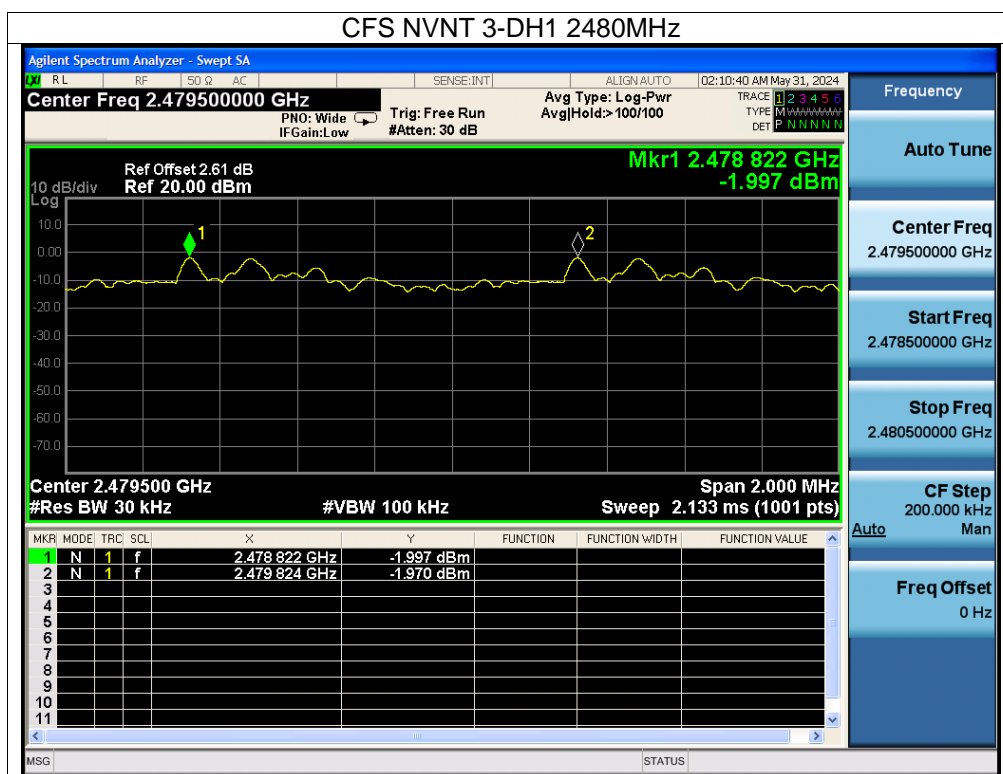 CFS NVNT 3-DH1 2480MHz
Agilent Spectrum Analyzer - Swept SA
LXI RL RF 50 Ω AC SENSE:INT ALIGN AUTO 02:10:40 AM May 31, 2024
Center Freq 2.479500000 GHz
PNO: Wide
IFGain:Low
Trig: Free Run
#Atten: 30 dB
Avg Type: Log-Pwr
Avg|Hold:>100/100
TRACE 1 2 3 4 5 6
TYPE M
DET P N N N N N
Mkr1 2.478 822 GHz
-1.997 dBm
Ref Offset 2.61 dB
10 dB/div Ref 20.00 dBm
Log
10.0
0.00
-10.0
-20.0
-30.0
-40.0
-50.0
-60.0
-70.0
1
2
Center 2.479500 GHz Span 2.000 MHz
#Res BW 30 kHz #VBW 100 kHz Sweep 2.133 ms (1001 pts)
MKR MODE TRC SCL X Y FUNCTION FUNCTION WIDTH FUNCTION VALUE
1 N 1 f 2.478 822 GHz -1.997 dBm
2 N 1 f 2.479 824 GHz -1.970 dBm
3
4
5
6
7
8
9
10
11
MSG STATUS
Frequency
Auto Tune
Center Freq
2.479500000 GHz
Start Freq
2.478500000 GHz
Stop Freq
2.480500000 GHz
CF Step
200.000 kHz
Auto Man
Freq Offset
0 Hz